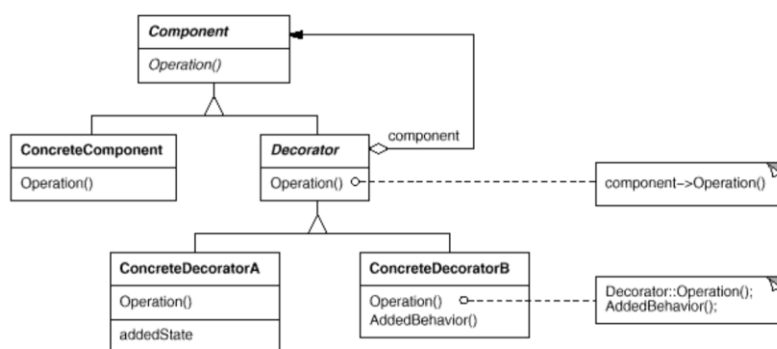 Component
Operation()
ConcreteComponent
Operation()
Decorator
Operation()
component
component->Operation()
ConcreteDecoratorA
Operation()
addedState
ConcreteDecoratorB
Operation()
AddedBehavior()
Decorator::Operation();
AddedBehavior();